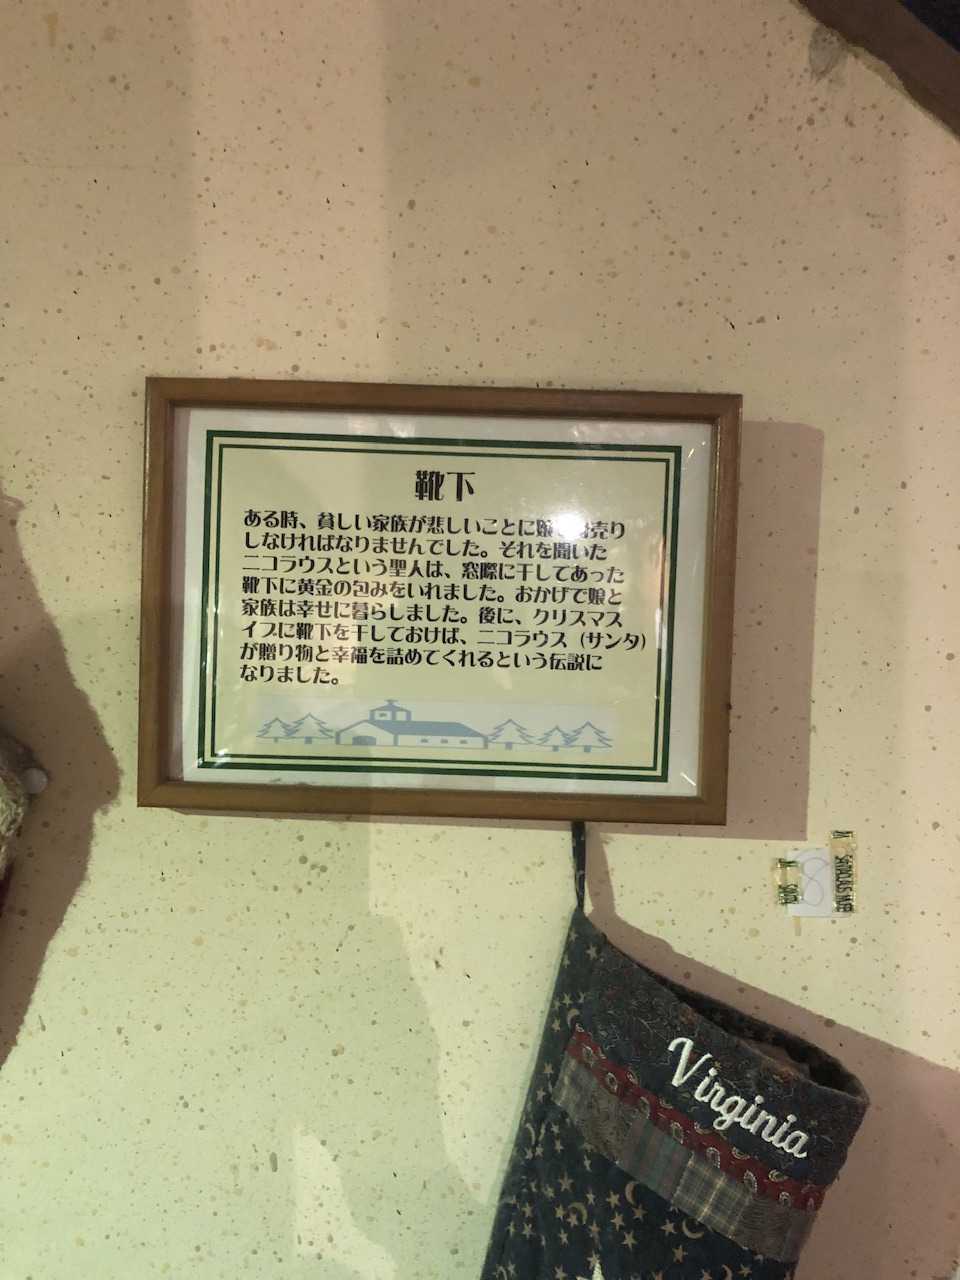 靴下
ある時、貧しい家族が悲しいことに娘 売り
しなければなりませんでした。それを聞いた
ニコラウスという聖人は、窓際に干してあった
靴下に黄金の包みをいれました。おかげで娘と
家族は幸せに暮らしました。後に、クリスマス
イブに靴下を干しておけば、ニコラウス（サンタ）
が贈り物と幸福を詰めてくれるという伝説に
なりました。
8
Virginia